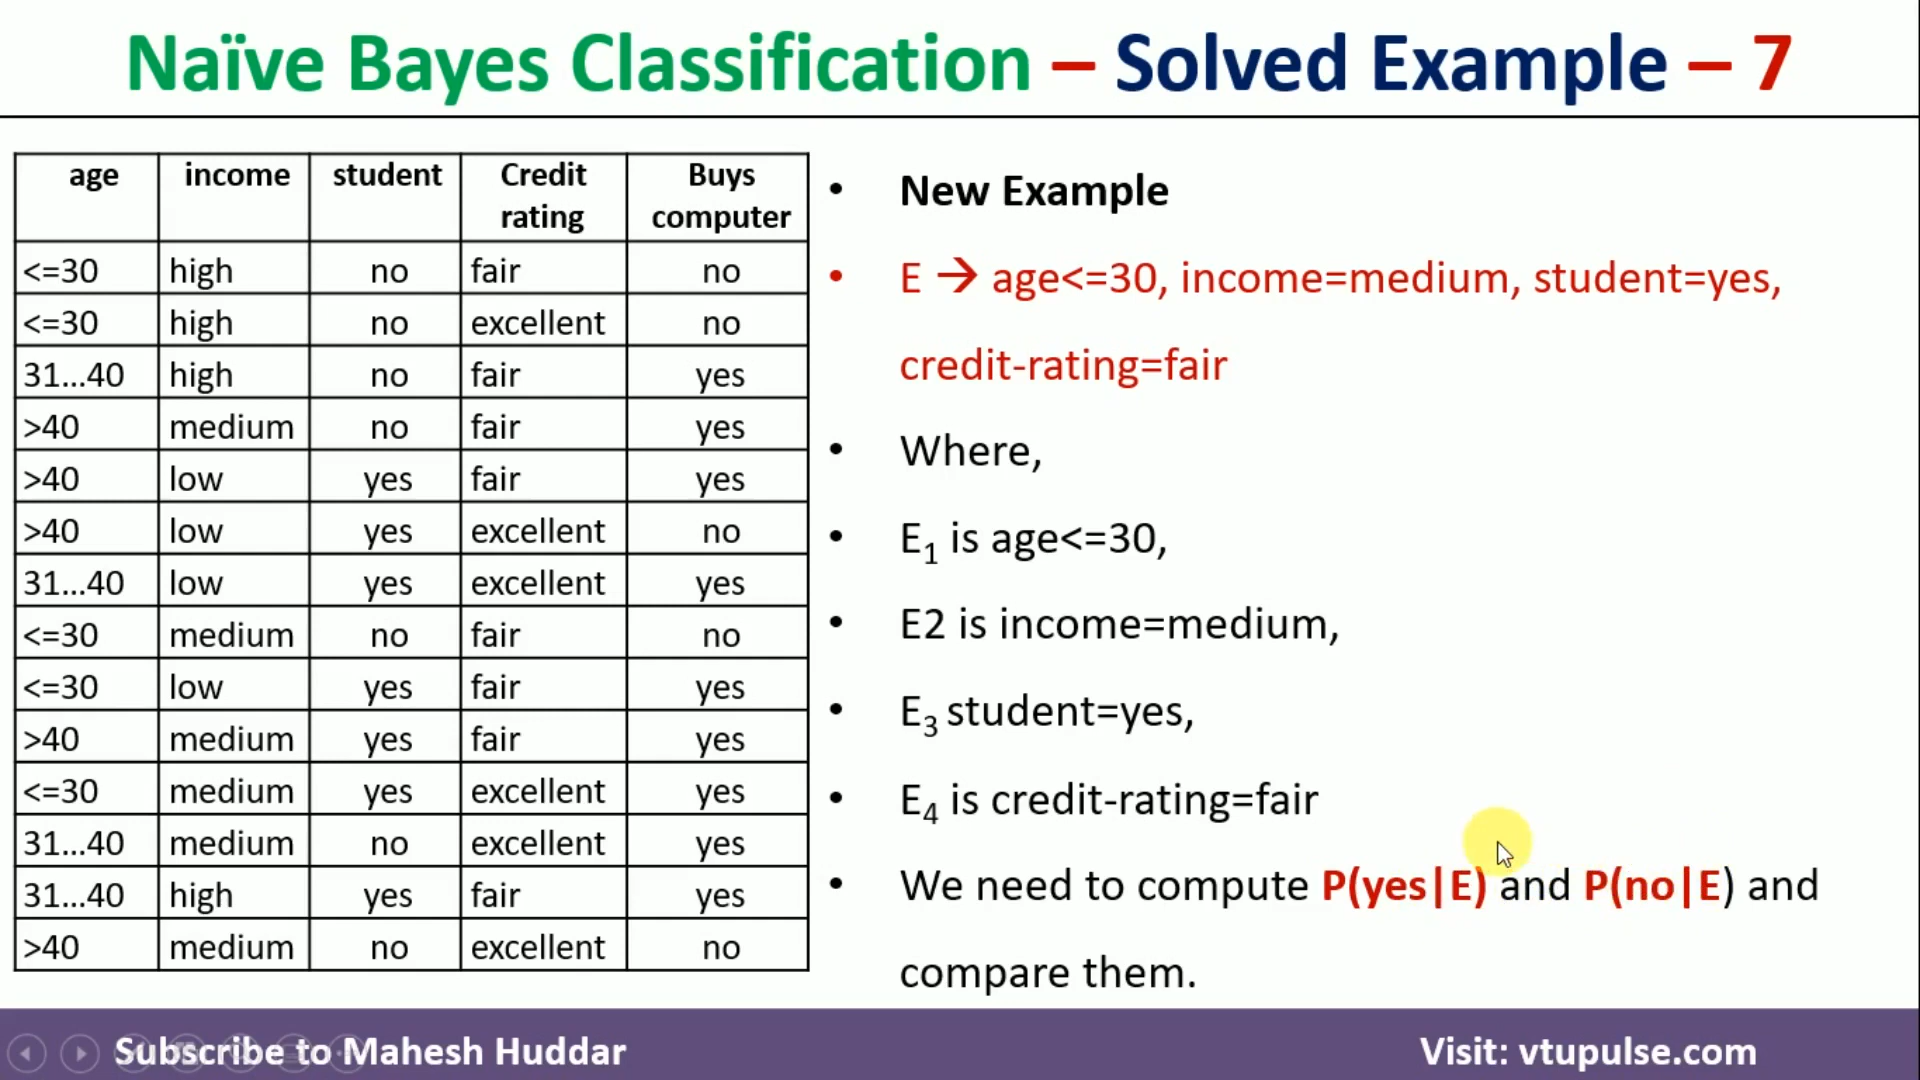 Naïve Bayes Classification – Solved Example – 7
age income student Credit rating Buys computer
<=30 high no fair no
<=30 high no excellent no
31...40 high no fair yes
>40 medium no fair yes
>40 low yes fair yes
>40 low yes excellent no
31...40 low yes excellent yes
<=30 medium no fair no
<=30 low yes fair yes
>40 medium yes fair yes
<=30 medium yes excellent yes
31...40 medium no excellent yes
31...40 high yes fair yes
>40 medium no excellent no
• New Example
• E → age<=30, income=medium, student=yes,
credit-rating=fair
• Where,
• E₁ is age<=30,
• E2 is income=medium,
• E₃ student=yes,
• E₄ is credit-rating=fair
• We need to compute P(yes|E) and P(no|E) and
compare them.
Subscribe to Mahesh Huddar
Visit: vtupulse.com